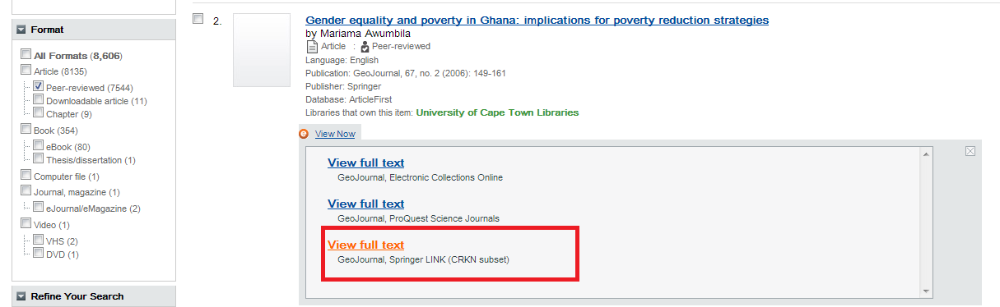 Format
All Formats (8,606)
Article (8135)
Peer-reviewed (7544)
Downloadable article (11)
Chapter (9)
Book (354)
eBook (80)
Thesis/dissertation (1)
Computer file (1)
Journal, magazine (1)
eJournal/eMagazine (2)
Video (1)
VHS (2)
DVD (1)
Refine Your Search
2.
Gender equality and poverty in Ghana: implications for poverty reduction strategies
by Mariama Awumbila
Article : Peer-reviewed
Language: English
Publication: GeoJournal, 67, no. 2 (2006): 149-161
Publisher: Springer
Database: ArticleFirst
Libraries that own this item: University of Cape Town Libraries
e View Now
View full text
GeoJournal, Electronic Collections Online
View full text
GeoJournal, ProQuest Science Journals
View full text
GeoJournal, Springer LINK (CRKN subset)